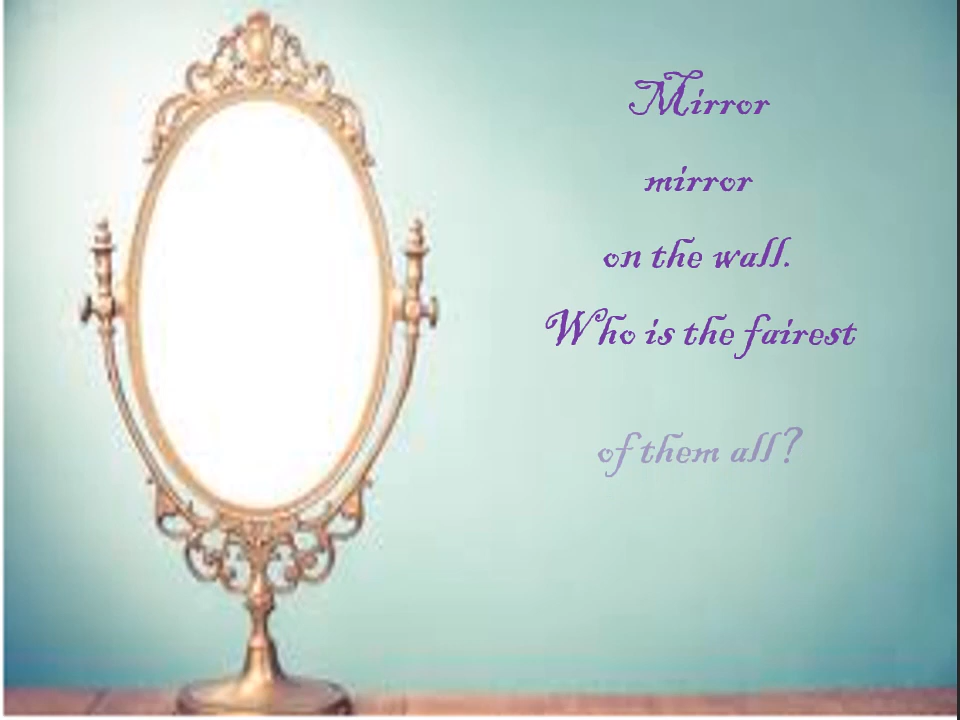 Mirror
mirror
on the wall.
Who is the fairest
of them all?